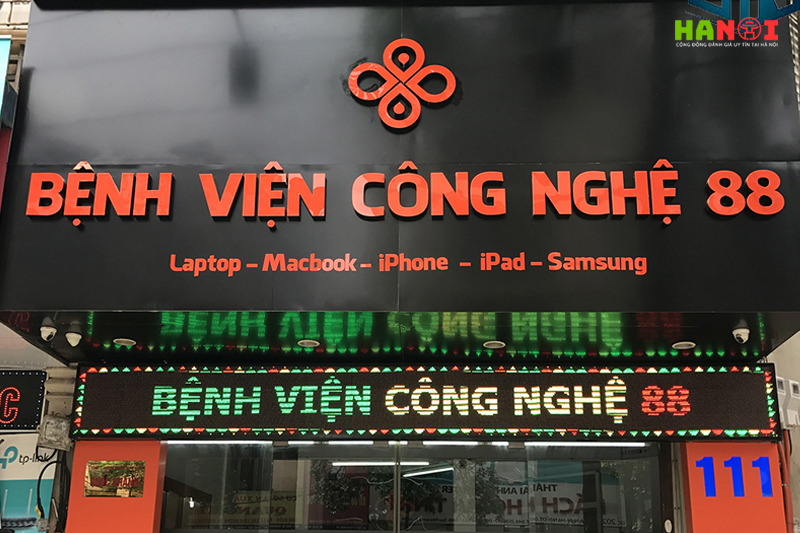 HANOI
CỘNG ĐỒNG ĐÁNH GIÁ UY TÍN TẠI HÀ NỘI
BỆNH VIỆN CÔNG NGHỆ 88
Laptop – Macbook – iPhone – iPad – Samsung
BỆNH VIỆN CÔNG NGHỆ 88
C
tp-link
111